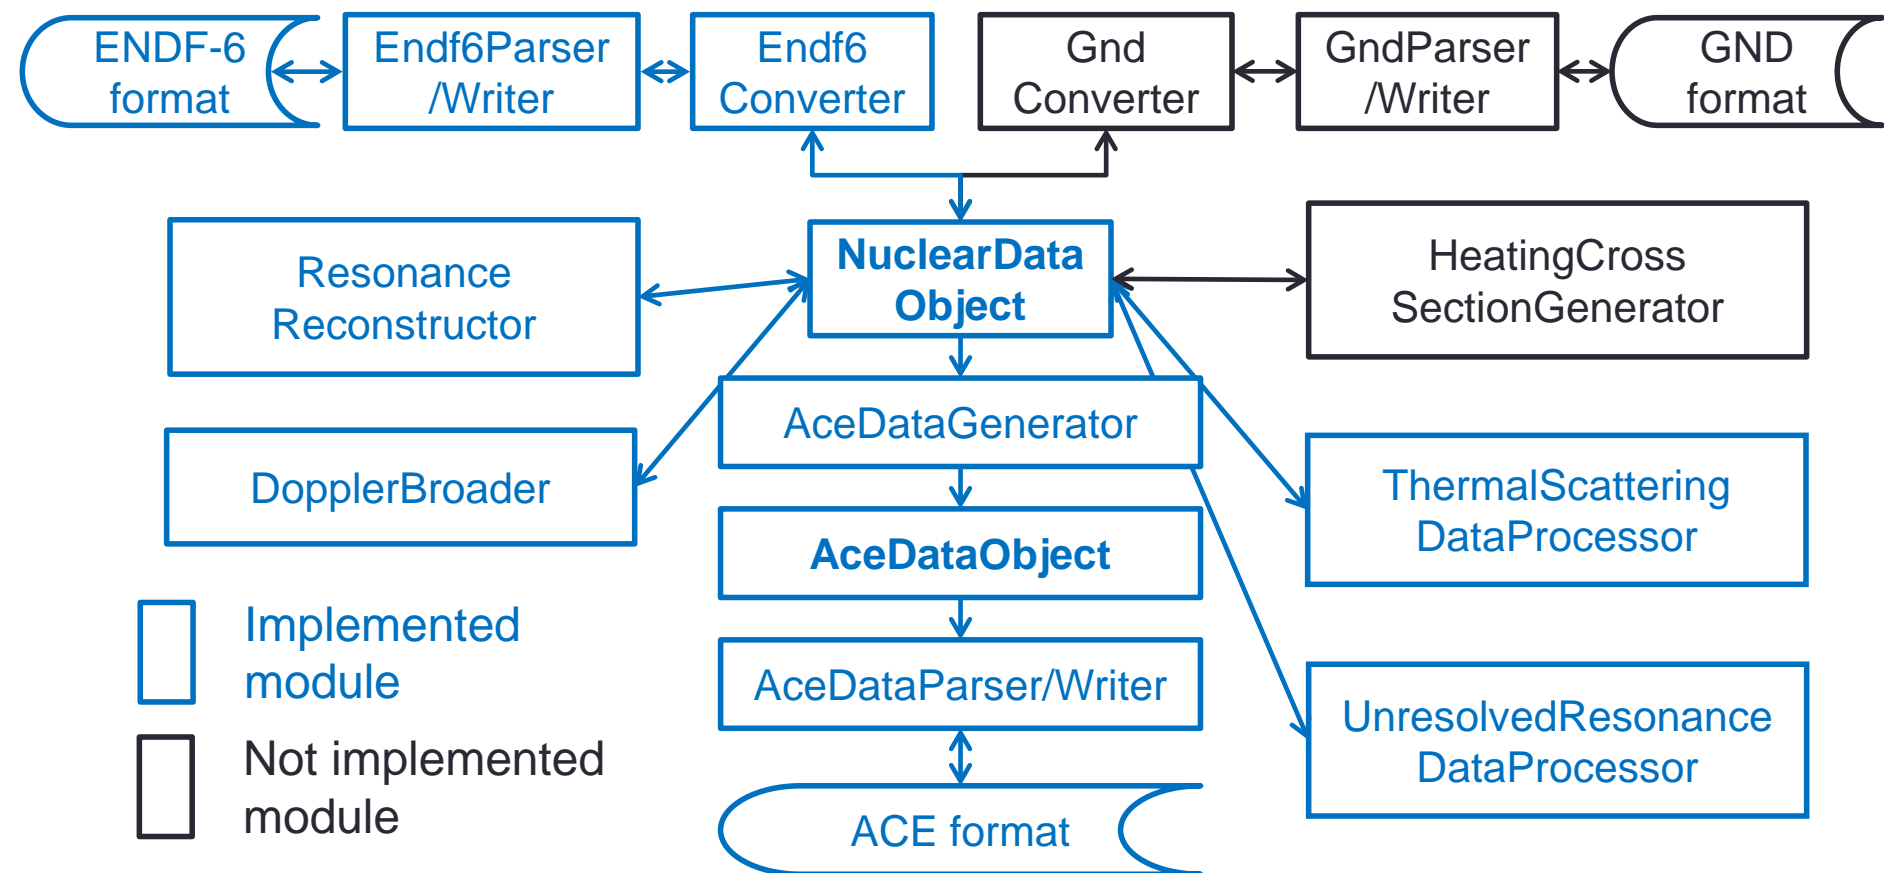 ENDF-6
format
Endf6Parser
/Writer
Endf6
Converter
Gnd
Converter
GndParser
/Writer
GND
format
Resonance
Reconstructor
NuclearData
Object
HeatingCross
SectionGenerator
AceDataGenerator
DopplerBroader
ThermalScattering
DataProcessor
AceDataObject
Implemented
module
AceDataParser/Writer
UnresolvedResonance
DataProcessor
Not implemented
module
ACE format